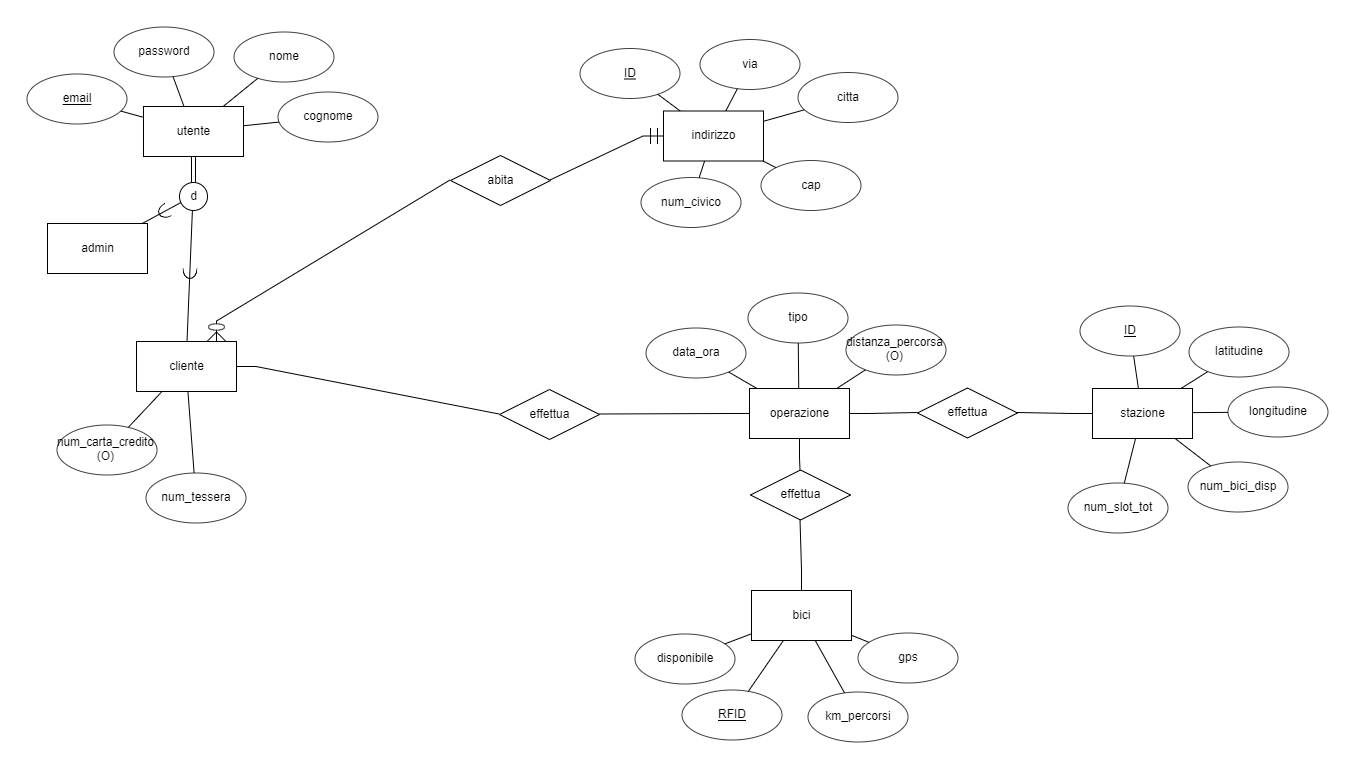 password
nome
email
cognome
utente
d
admin
ID
via
citta
indirizzo
cap
num_civico
abita
cliente
num_carta_credito
(O)
num_tessera
effettua
data_ora
tipo
distanza_percorsa
(O)
operazione
effettua
ID
latitudine
longitudine
stazione
num_bici_disp
num_slot_tot
effettua
bici
disponibile
gps
RFID
km_percorsi